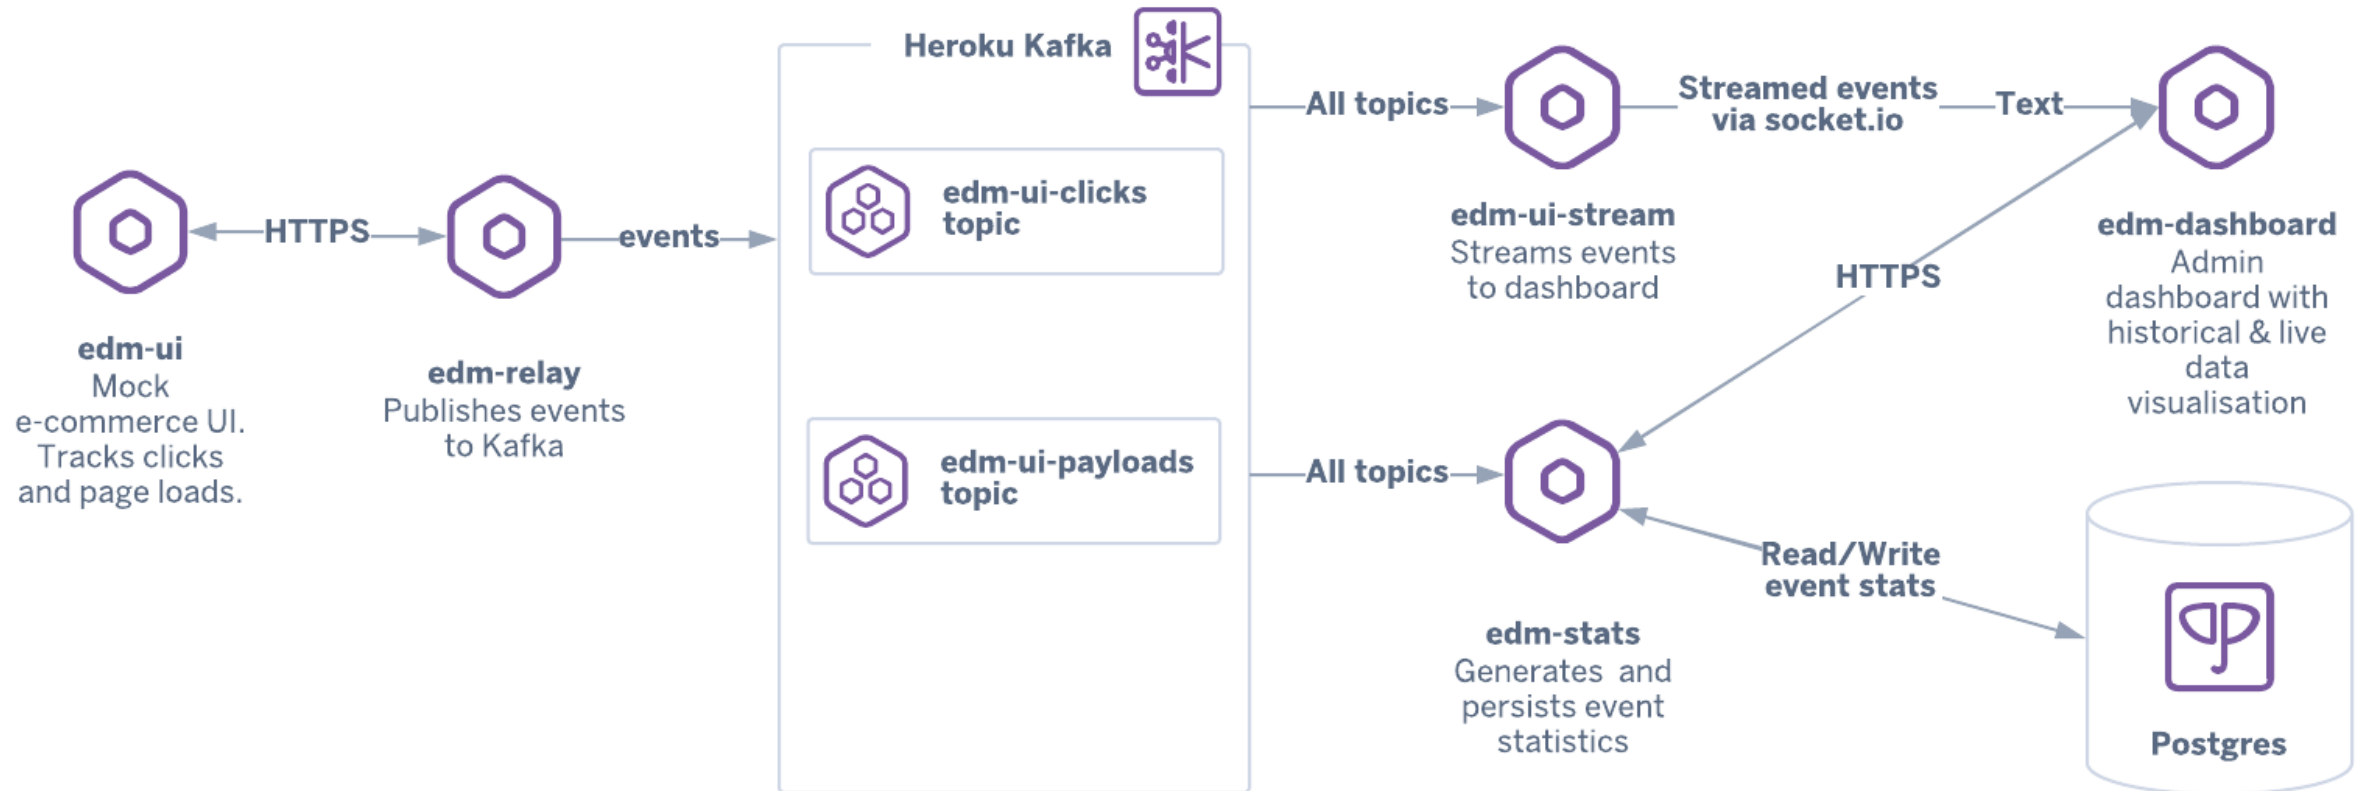 edm-ui
Mock
e-commerce UI.
Tracks clicks
and page loads.
HTTPS
edm-relay
Publishes events
to Kafka
events
Heroku Kafka
edm-ui-clicks
topic
edm-ui-payloads
topic
All topics
edm-ui-stream
Streams events
to dashboard
Streamed events
via socket.io
Text
edm-dashboard
Admin
dashboard with
historical & live
data
visualisation
HTTPS
All topics
edm-stats
Generates and
persists event
statistics
Read/Write
event stats
Postgres